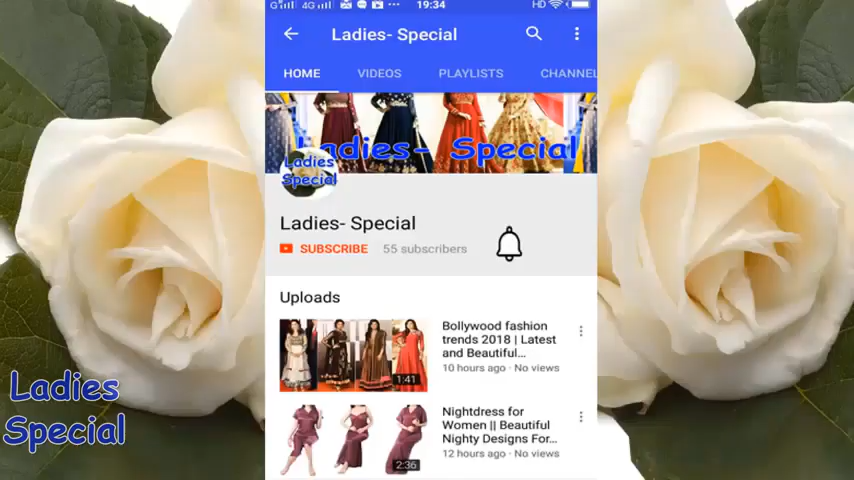 G 4G ... 19:34 HD
Ladies- Special
HOME VIDEOS PLAYLISTS CHANNEL
Ladies- Special
Ladies
Special
Ladies- Special
SUBSCRIBE 55 subscribers
Uploads
Bollywood fashion
trends 2018 | Latest
and Beautiful...
10 hours ago · No views
1:41
Nightdress for
Women || Beautiful
Nighty Designs For...
12 hours ago · No views
2:36
Ladies
Special